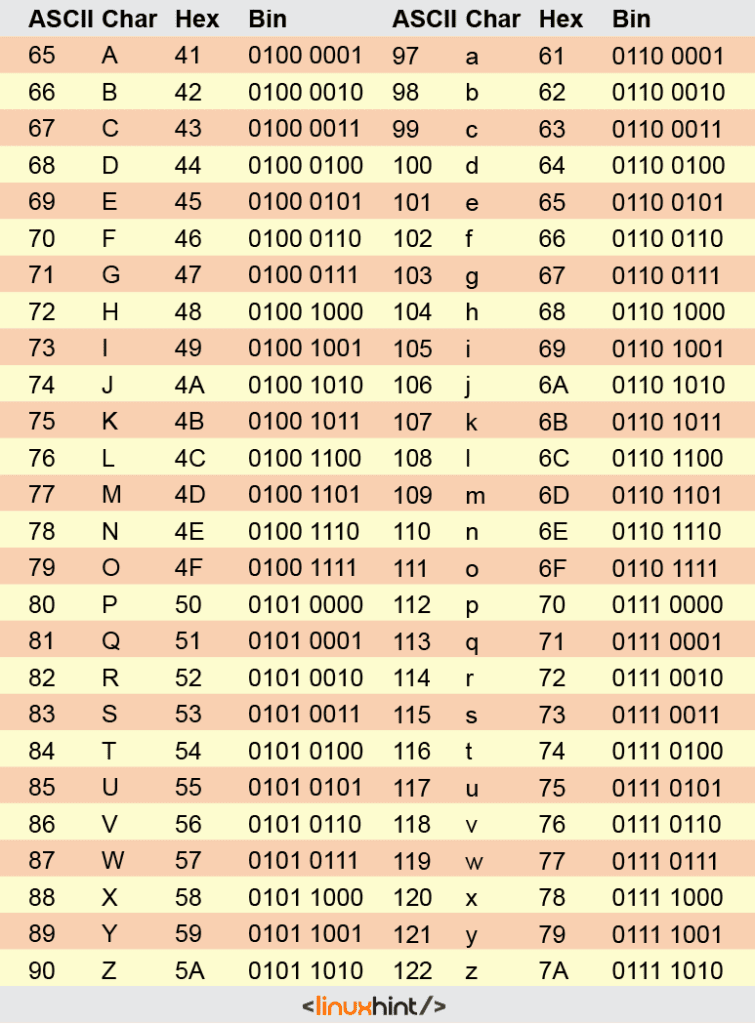 ASCII Char Hex Bin ASCII Char Hex Bin
65 A 41 0100 0001 97 a 61 0110 0001
66 B 42 0100 0010 98 b 62 0110 0010
67 C 43 0100 0011 99 c 63 0110 0011
68 D 44 0100 0100 100 d 64 0110 0100
69 E 45 0100 0101 101 e 65 0110 0101
70 F 46 0100 0110 102 f 66 0110 0110
71 G 47 0100 0111 103 g 67 0110 0111
72 H 48 0100 1000 104 h 68 0110 1000
73 I 49 0100 1001 105 i 69 0110 1001
74 J 4A 0100 1010 106 j 6A 0110 1010
75 K 4B 0100 1011 107 k 6B 0110 1011
76 L 4C 0100 1100 108 l 6C 0110 1100
77 M 4D 0100 1101 109 m 6D 0110 1101
78 N 4E 0100 1110 110 n 6E 0110 1110
79 O 4F 0100 1111 111 o 6F 0110 1111
80 P 50 0101 0000 112 p 70 0111 0000
81 Q 51 0101 0001 113 q 71 0111 0001
82 R 52 0101 0010 114 r 72 0111 0010
83 S 53 0101 0011 115 s 73 0111 0011
84 T 54 0101 0100 116 t 74 0111 0100
85 U 55 0101 0101 117 u 75 0111 0101
86 V 56 0101 0110 118 v 76 0111 0110
87 W 57 0101 0111 119 w 77 0111 0111
88 X 58 0101 1000 120 x 78 0111 1000
89 Y 59 0101 1001 121 y 79 0111 1001
90 Z 5A 0101 1010 122 z 7A 0111 1010
<linuxhint/>